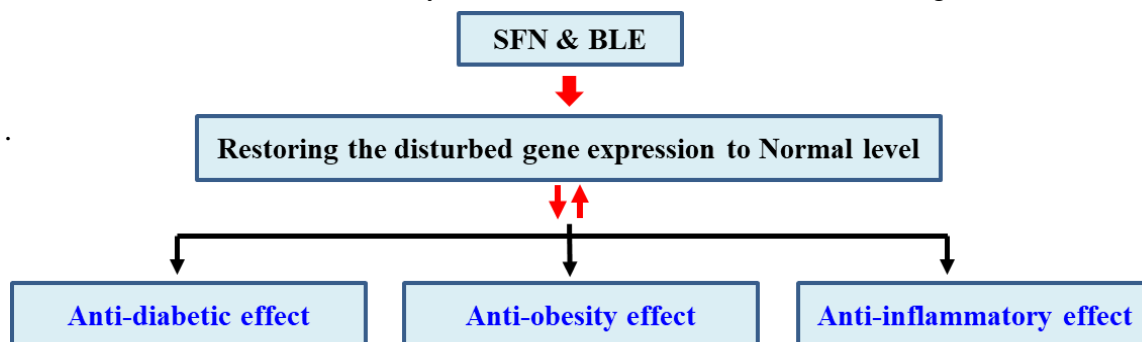 SFN & BLE
.
Restoring the disturbed gene expression to Normal level
Anti-diabetic effect Anti-obesity effect Anti-inflammatory effect